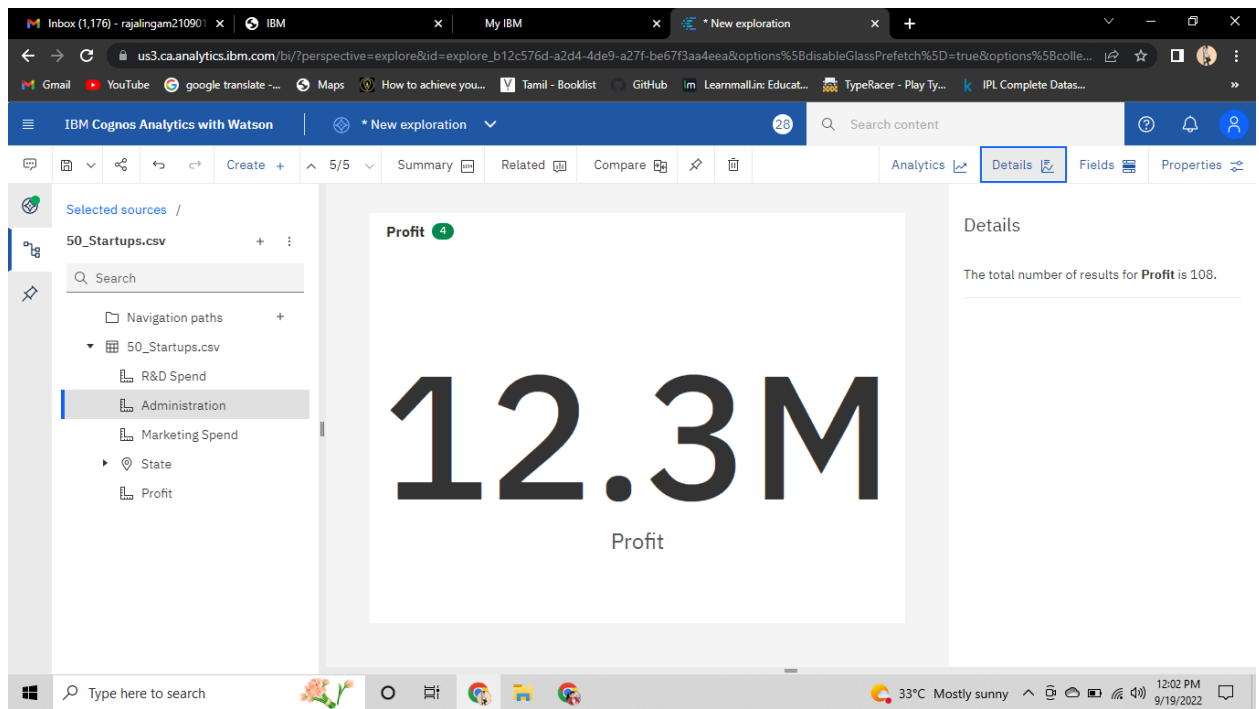 Inbox (1,176) - rajalingam210901 IBM My IBM * New exploration
us3.ca.analytics.ibm.com/bi/?perspective=explore&id=explore_b12c576d-a2d4-4de9-a27f-be67f3aa4eea&options%5BdisableGlassPrefetch%5D=true&options%5Bcolle...
Gmail YouTube google translate -... Maps How to achieve you... Tamil - Booklist GitHub Learnmall.in: Educat... TypeRacer - Play Ty... IPL Complete Datas... »
IBM Cognos Analytics with Watson * New exploration 28 Search content
Create + 5/5 Summary Related Compare Analytics Details Fields Properties
Selected sources /
50_Startups.csv
Search
Navigation paths
50_Startups.csv
R&D Spend
Administration
Marketing Spend
State
Profit
Profit 4
12.3M
Profit
Details
The total number of results for Profit is 108.
Type here to search 33°C Mostly sunny 12:02 PM
9/19/2022